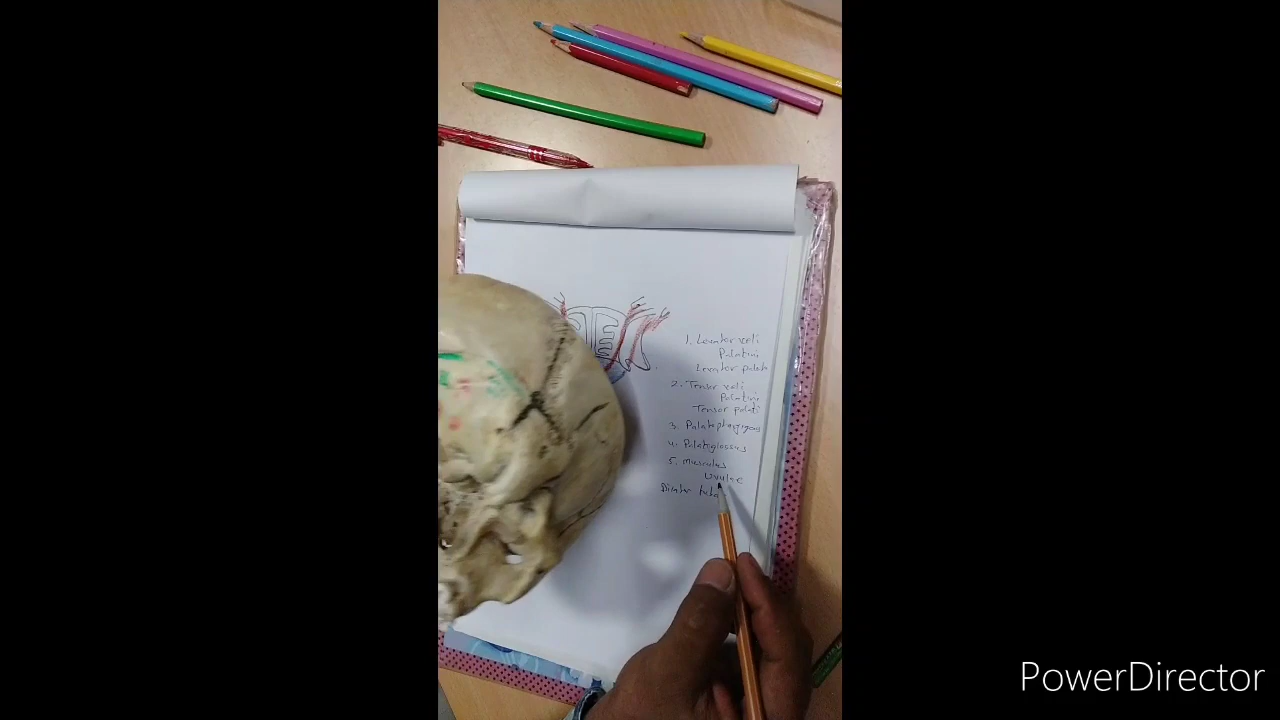 1. Levator veli
Palatini
Levator palati
2. Tensor veli
Palatini
Tensor palati
3. Palatopharyngeus
4. Palatoglossus
5. Musculus
uvulae
PowerDirector